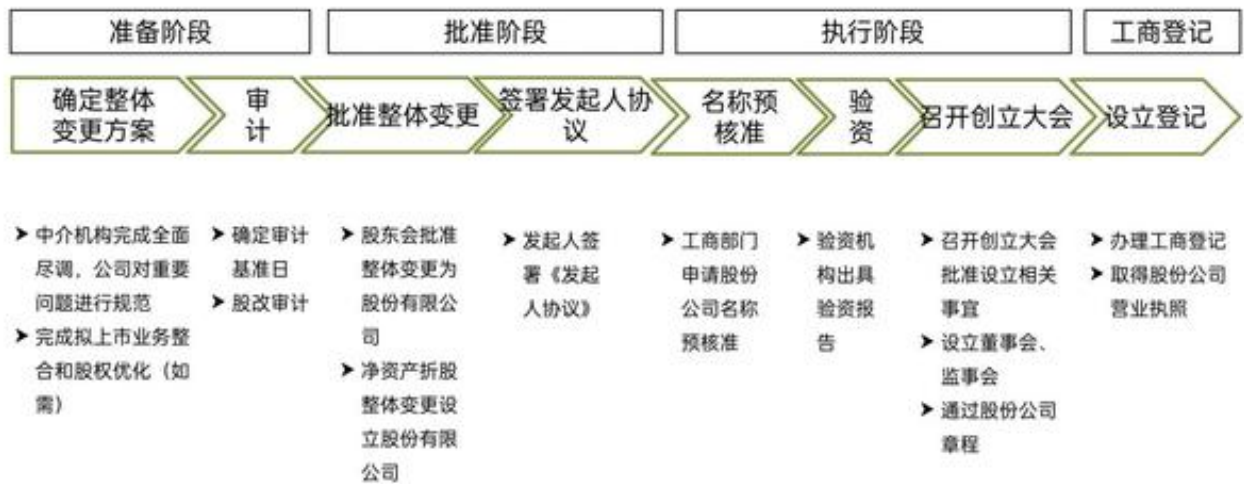 准备阶段
批准阶段
执行阶段
工商登记
确定整体
变更方案
审
计
批准整体变更
签署发起人协
议
名称预
核准
验
资
召开创立大会
设立登记
➤ 中介机构完成全面
尽调，公司对重要
问题进行规范
➤ 完成拟上市业务整
合和股权优化（如
需）
➤ 确定审计
基准日
➤ 股改审计
➤ 股东会批准
整体变更为
股份有限公
司
➤ 净资产折股
整体变更设
立股份有限
公司
➤ 发起人签
署《发起
人协议》
➤ 工商部门
申请股份
公司名称
预核准
➤ 验资机
构出具
验资报
告
➤ 召开创立大会
批准设立相关
事宜
➤ 设立董事会、
监事会
➤ 通过股份公司
章程
➤ 办理工商登记
➤ 取得股份公司
营业执照